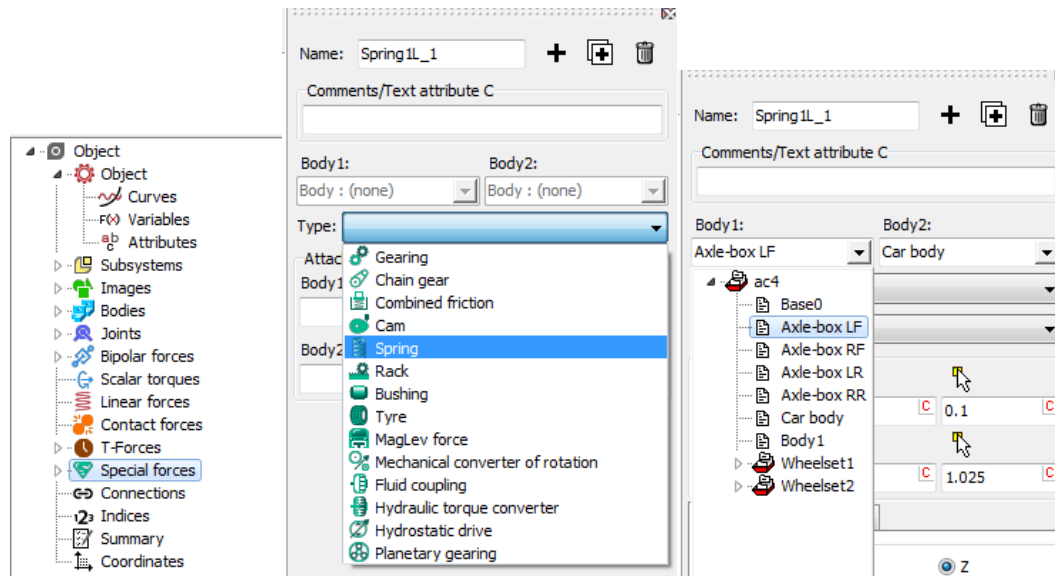 Object
Object
Curves
F(x) Variables
ab
c Attributes
Subsystems
Images
Bodies
Joints
Bipolar forces
Scalar torques
Linear forces
Contact forces
T-Forces
Special forces
Connections
123 Indices
Summary
Coordinates
Name: Spring1L_1
Comments/Text attribute C
Body1: Body2:
Body : (none) Body : (none)
Type:
Attac
Body1
Body2
Gearing
Chain gear
Combined friction
Cam
Spring
Rack
Bushing
Tyre
MagLev force
Mechanical converter of rotation
Fluid coupling
Hydraulic torque converter
Hydrostatic drive
Planetary gearing
Name: Spring1L_1
Comments/Text attribute C
Body1: Body2:
Axle-box LF Car body
ac4
Base0
Axle-box LF
Axle-box RF
Axle-box LR
Axle-box RR
Car body
Body1
Wheelset1
Wheelset2
C 0.1 C
C 1.025 C
Z